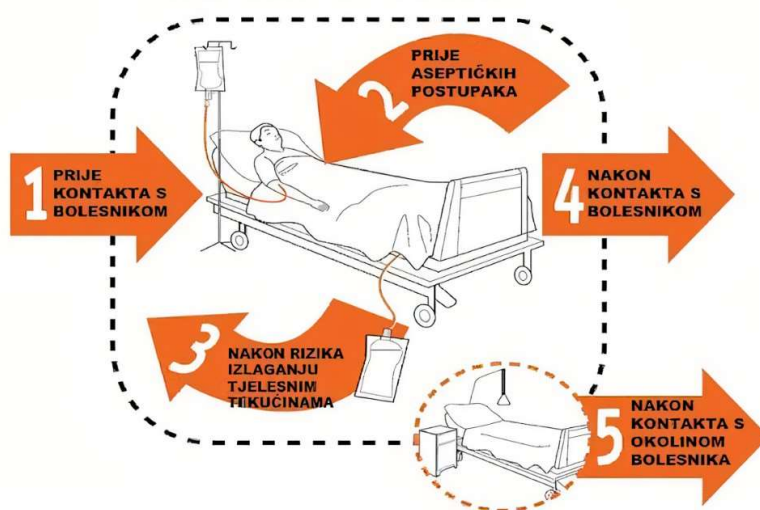 1 PRIJE
KONTAKTA S
BOLESNIKOM
2 PRIJE
ASEPTIČKIH
POSTUPAKA
3 NAKON RIZIKA
IZLAGANJU
TJELESNIM
TEKUĆINAMA
4 NAKON
KONTAKTA S
BOLESNIKOM
5 NAKON
KONTAKTA S
OKOLINOM
BOLESNIKA